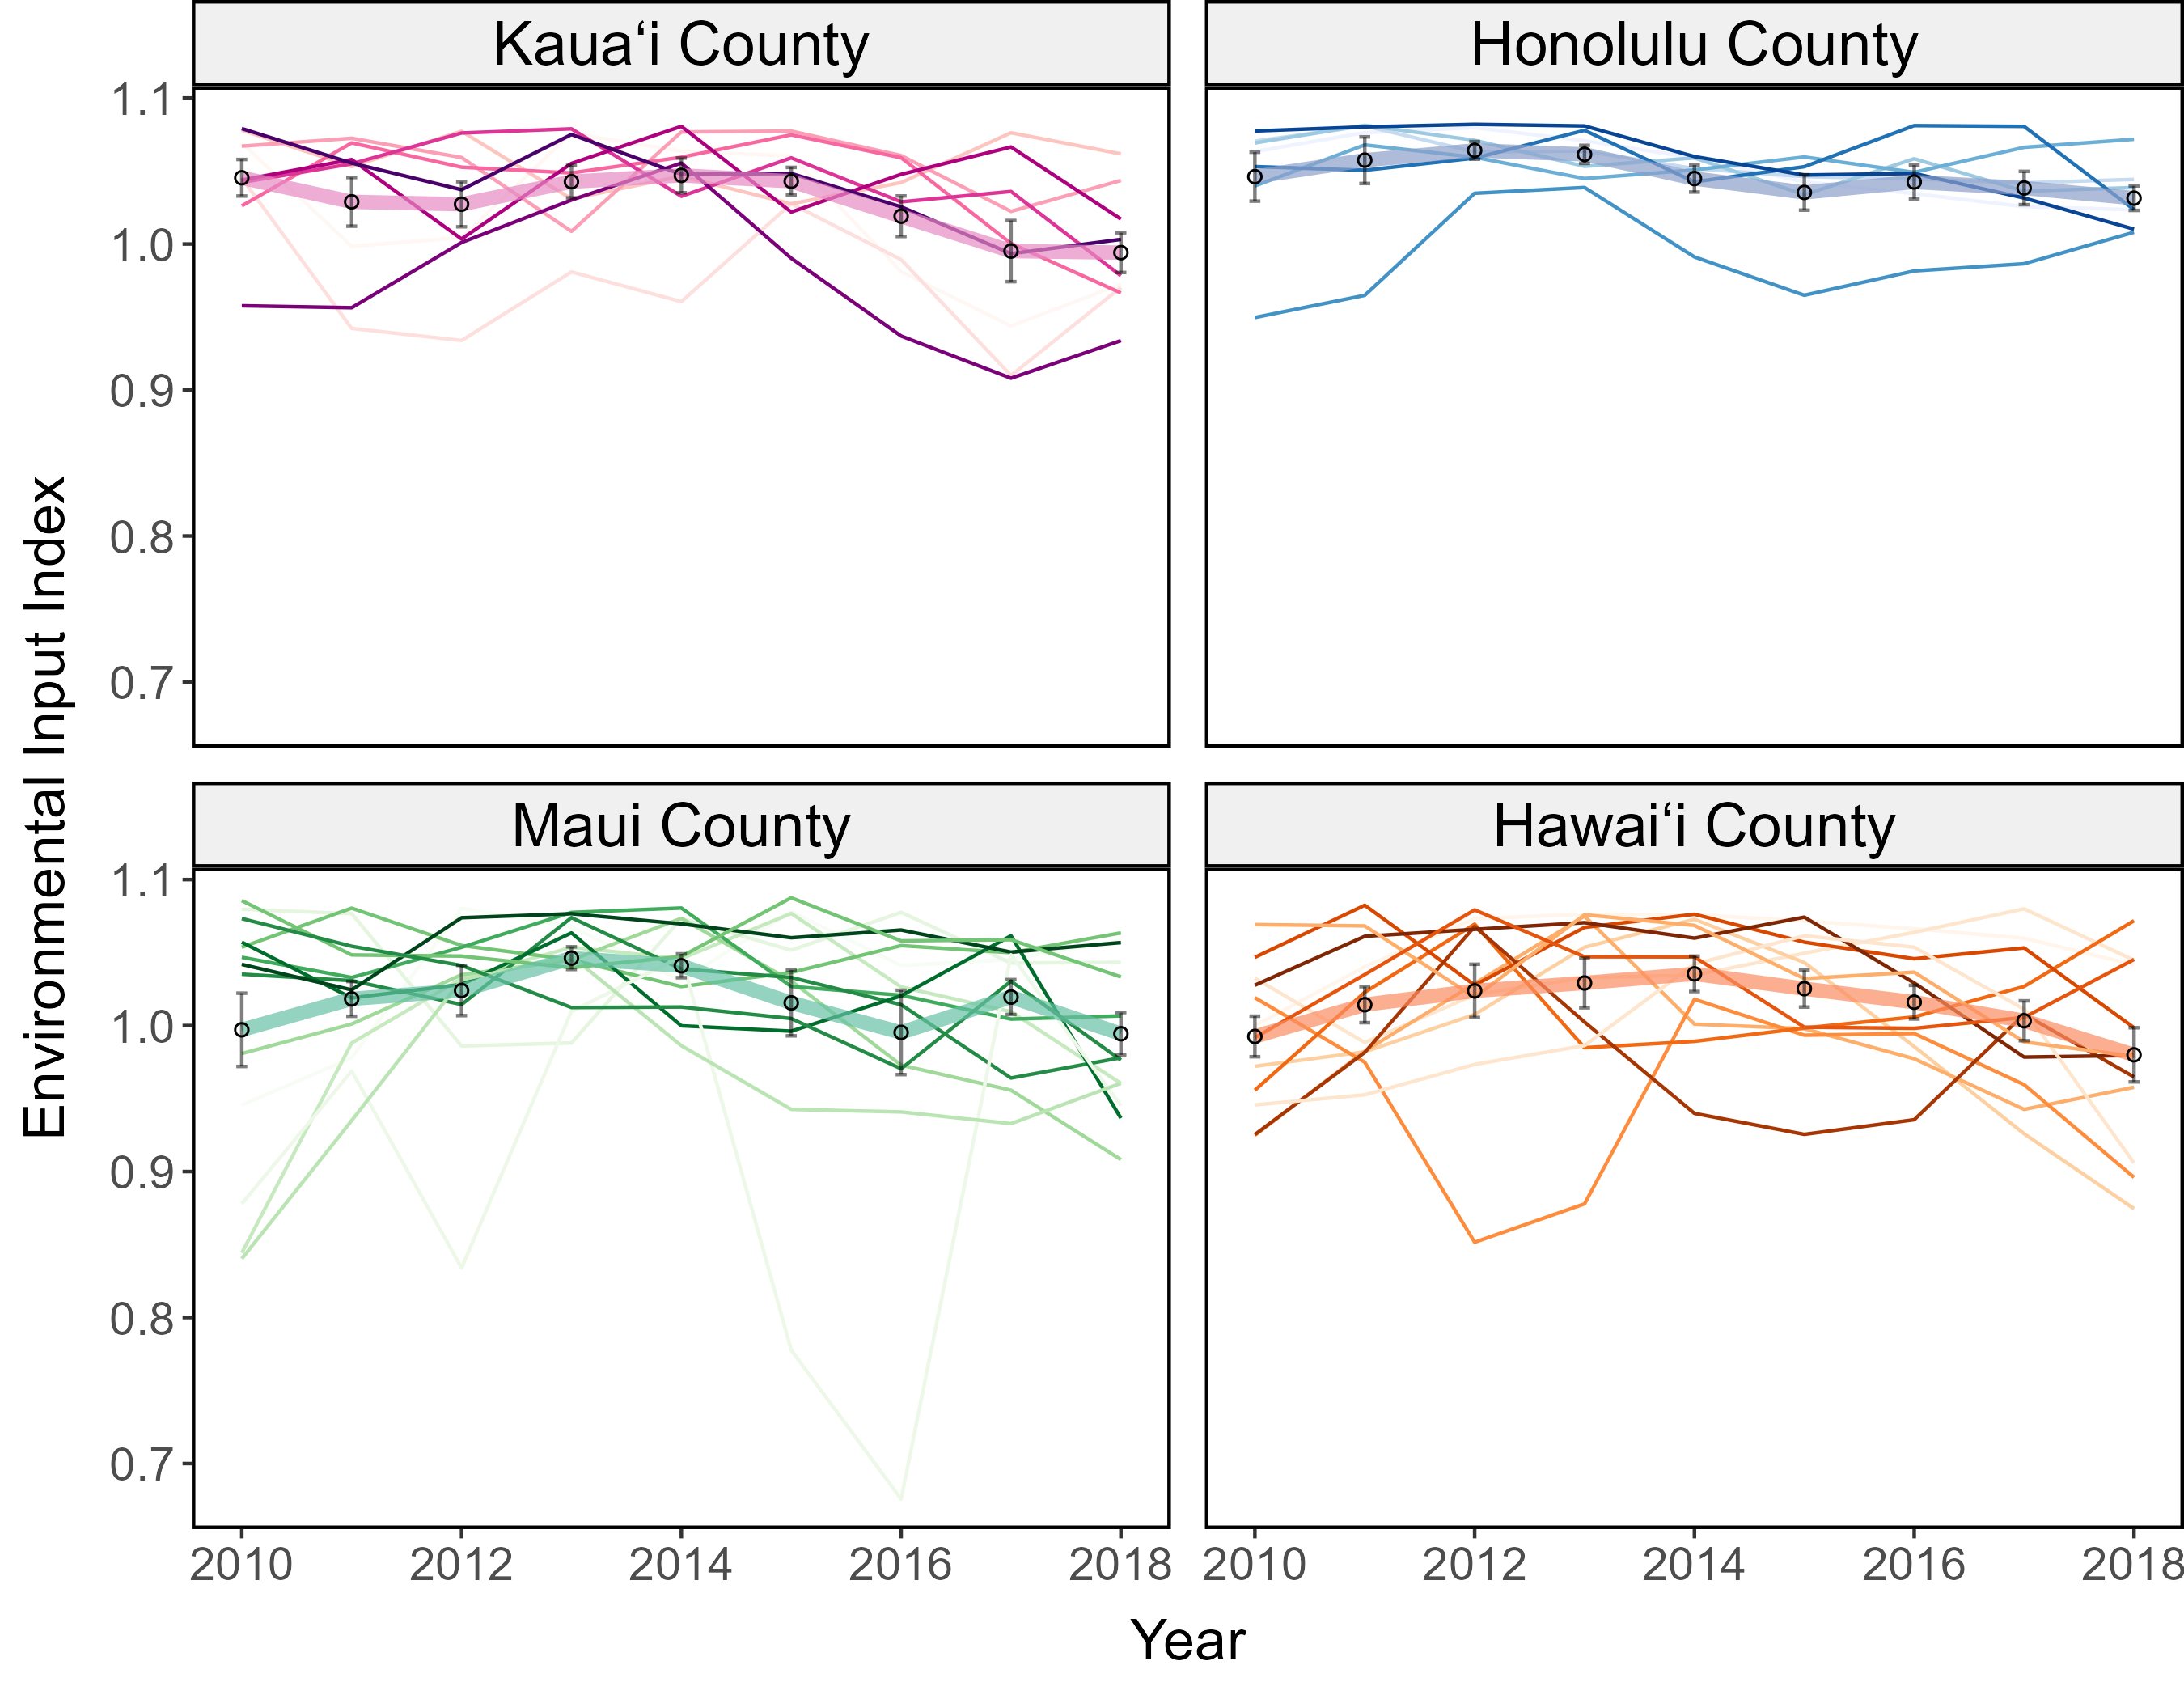 Kauaʻi County
Honolulu County
1.1
1.0
0.9
0.8
0.7
Environmental Input Index
Maui County
Hawaiʻi County
1.1
1.0
0.9
0.8
0.7
2010 2012 2014 2016 2018 2010 2012 2014 2016 2018
Year